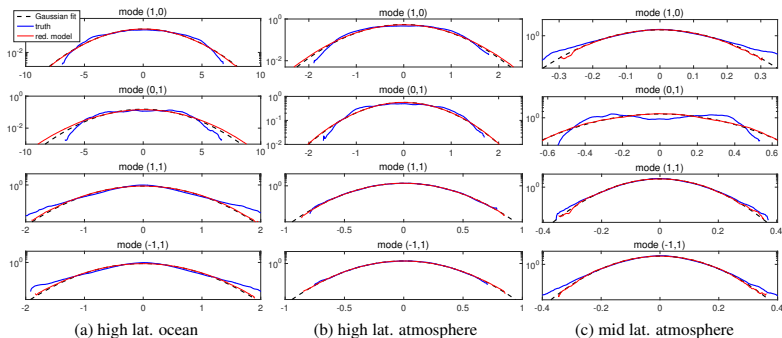 mode (1,0)
mode (1,0)
mode (1,0)
Gaussian fit
truth
red. model
10^0
10^-2
-10 -5 0 5 10
10^0
10^-2
-2 -1 0 1 2
10^0
-0.3 -0.2 -0.1 0 0.1 0.2 0.3
mode (0,1)
mode (0,1)
mode (0,1)
10^0
10^-2
-10 -5 0 5 10
10^0
10^-1
10^-2
-2 -1 0 1 2
10^0
-0.6 -0.4 -0.2 0 0.2 0.4 0.6
mode (1,1)
mode (1,1)
mode (1,1)
10^0
-2 -1 0 1 2
10^0
-1 -0.5 0 0.5 1
10^0
-0.4 -0.2 0 0.2 0.4
mode (-1,1)
mode (-1,1)
mode (-1,1)
10^0
-2 -1 0 1 2
10^0
-1 -0.5 0 0.5 1
10^0
-0.4 -0.2 0 0.2 0.4
(a) high lat. ocean
(b) high lat. atmosphere
(c) mid lat. atmosphere